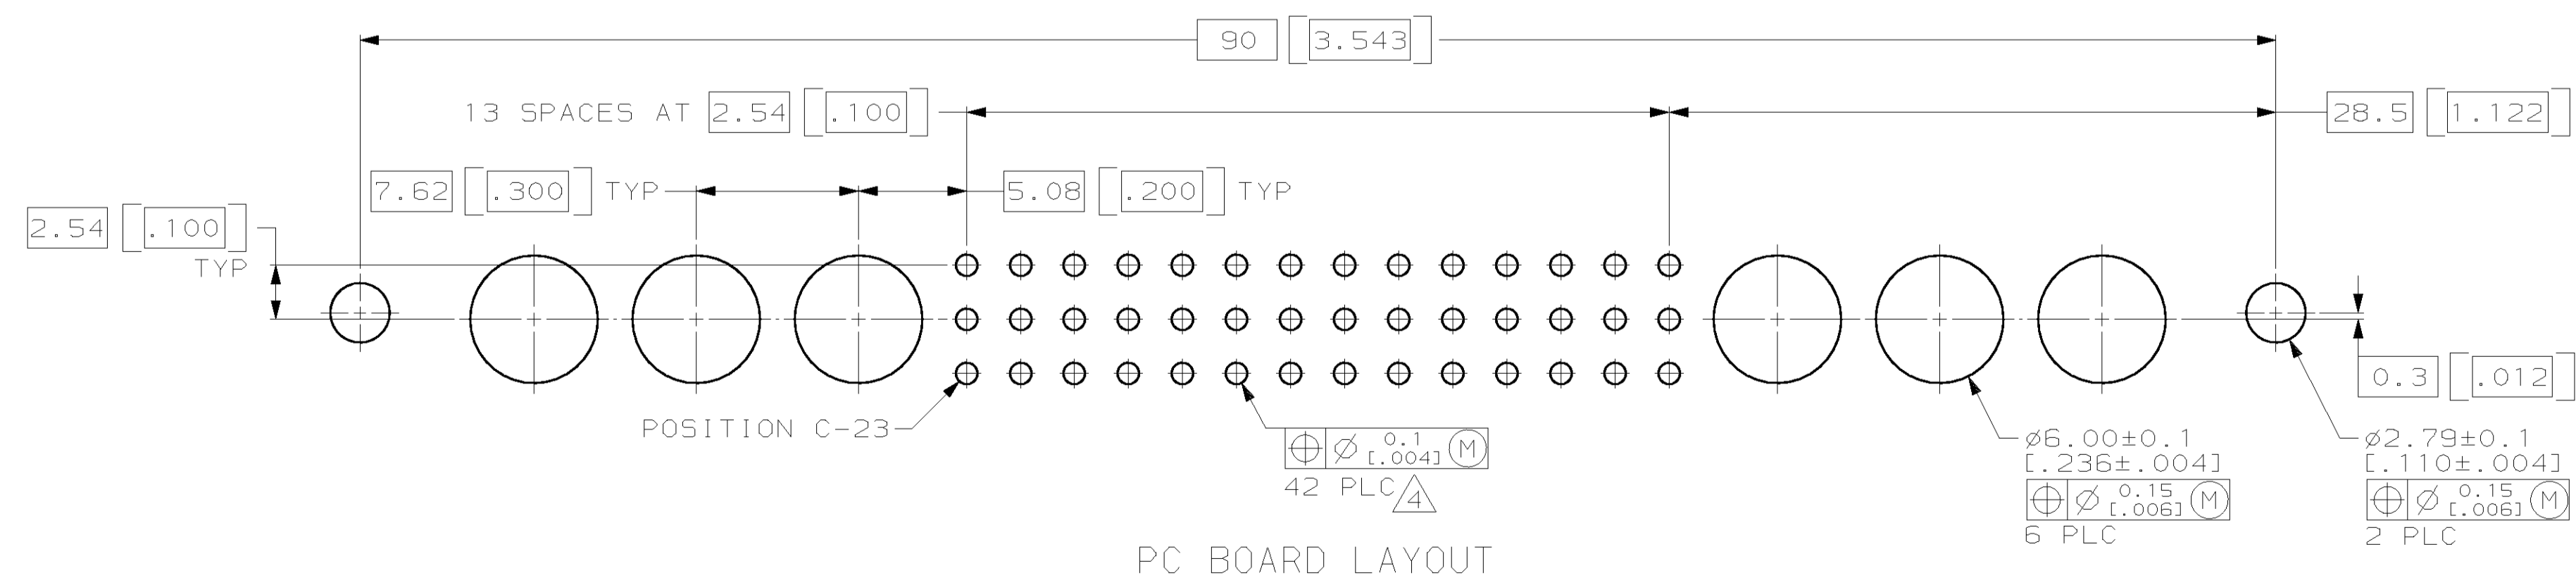 90 [3.543]
13 SPACES AT 2.54 [.100]
28.5 [1.122]
7.62 [.300] TYP
5.08 [.200] TYP
2.54 [.100]
TYP
0.3 [.012]
POSITION C-23
⌖ ⌀ 0.1 Ⓜ
[.004]
42 PLC 4
⌀6.00±0.1
[.236±.004]
⌖ ⌀ 0.15 Ⓜ
[.006]
6 PLC
⌀2.79±0.1
[.110±.004]
⌖ ⌀ 0.15 Ⓜ
[.006]
2 PLC
PC BOARD LAYOUT